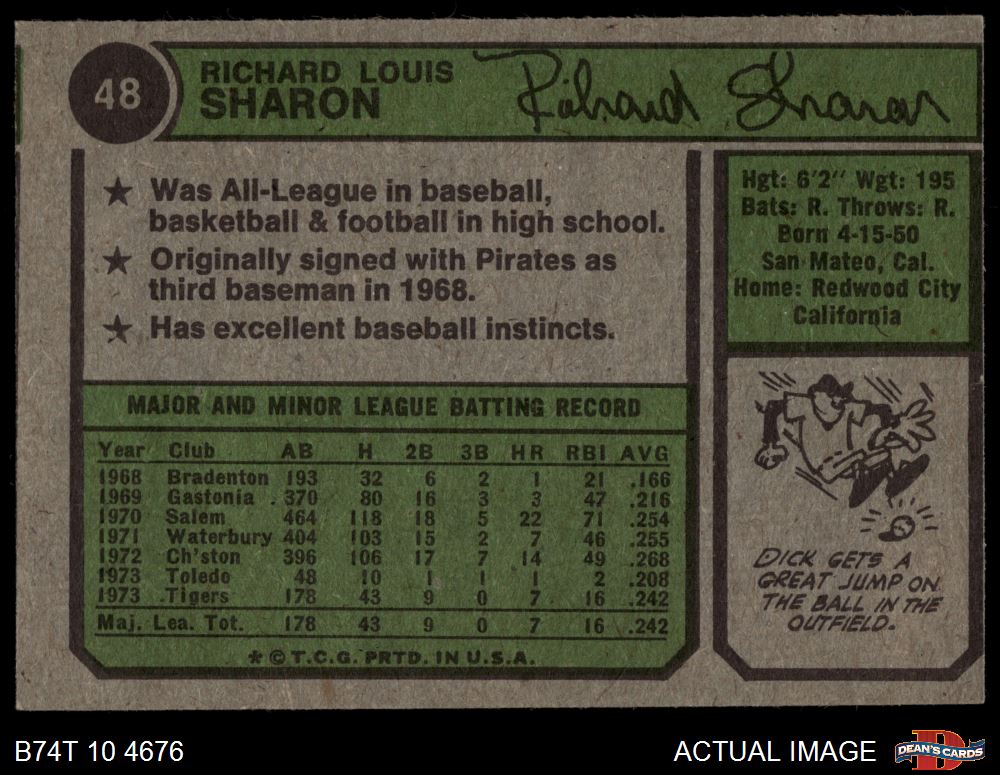 48
RICHARD LOUIS
SHARON
Richard Sharon
★ Was All-League in baseball,
basketball & football in high school.
★ Originally signed with Pirates as
third baseman in 1968.
★ Has excellent baseball instincts.
Hgt: 6'2" Wgt: 195
Bats: R. Throws: R.
Born 4-15-50
San Mateo, Cal.
Home: Redwood City
California
MAJOR AND MINOR LEAGUE BATTING RECORD
Year Club AB H 2B 3B HR RBI AVG
1968 Bradenton 193 32 6 2 1 21 .166
1969 Gastonia 370 80 16 3 3 47 .216
1970 Salem 464 118 18 5 22 71 .254
1971 Waterbury 404 103 15 2 7 46 .255
1972 Ch'ston 396 106 17 7 14 49 .268
1973 Toledo 48 10 1 1 1 2 .208
1973 Tigers 178 43 9 0 7 16 .242
Maj. Lea. Tot. 178 43 9 0 7 16 .242
* © T.C.G. PRTD. IN U.S.A.
DICK GETS A
GREAT JUMP ON
THE BALL IN THE
OUTFIELD.
B74T 10 4676
ACTUAL IMAGE
D
DEAN'S CARDS